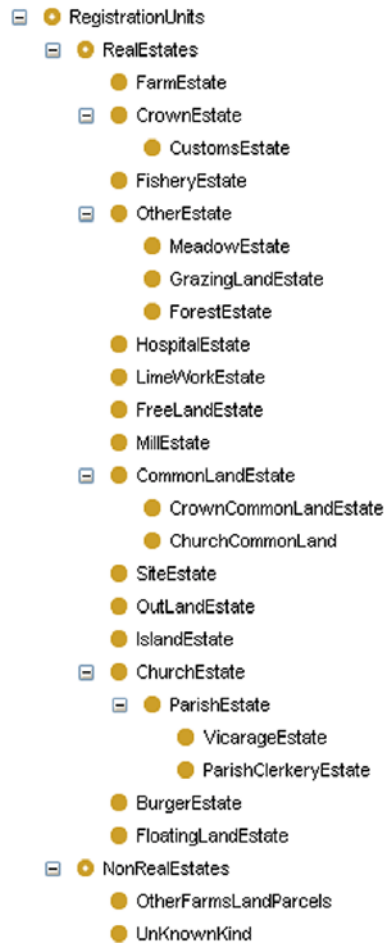 RegistrationUnits
RealEstates
FarmEstate
CrownEstate
CustomsEstate
FisheryEstate
OtherEstate
MeadowEstate
GrazingLandEstate
ForestEstate
HospitalEstate
LimeWorkEstate
FreeLandEstate
MillEstate
CommonLandEstate
CrownCommonLandEstate
ChurchCommonLand
SiteEstate
OutLandEstate
IslandEstate
ChurchEstate
ParishEstate
VicarageEstate
ParishClerkeryEstate
BurgerEstate
FloatingLandEstate
NonRealEstates
OtherFarmsLandParcels
UnKnownKind